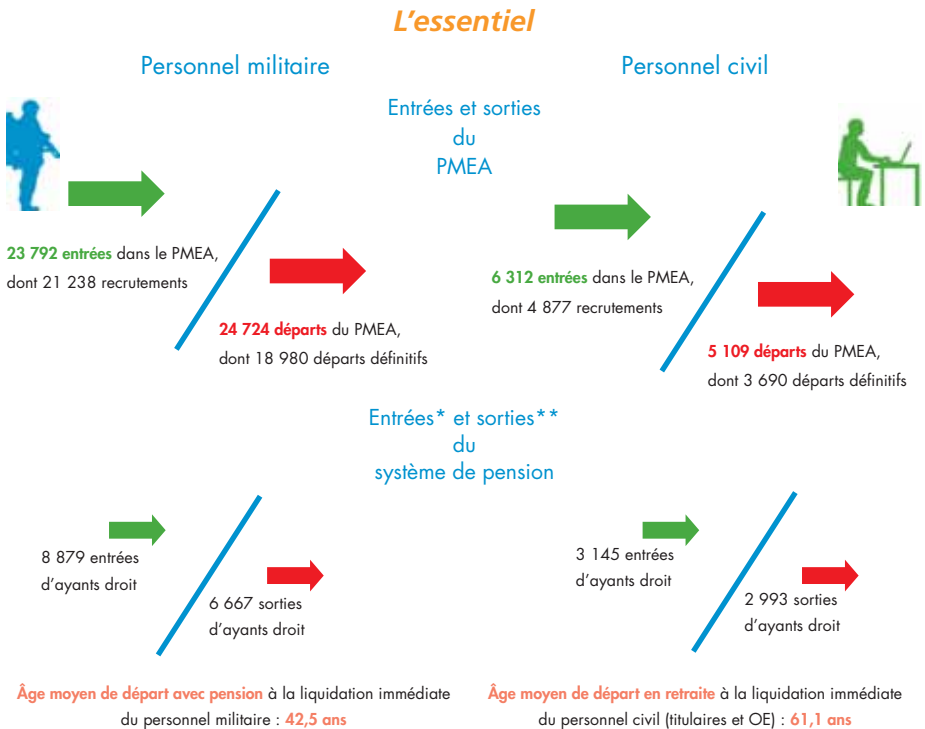 L'essentiel
Personnel militaire
Personnel civil
Entrées et sorties
du
PMEA
23 792 entrées dans le PMEA,
dont 21 238 recrutements
24 724 départs du PMEA,
dont 18 980 départs définitifs
6 312 entrées dans le PMEA,
dont 4 877 recrutements
5 109 départs du PMEA,
dont 3 690 départs définitifs
Entrées* et sorties**
du
système de pension
8 879 entrées
d'ayants droit
6 667 sorties
d'ayants droit
3 145 entrées
d'ayants droit
2 993 sorties
d'ayants droit
Âge moyen de départ avec pension à la liquidation immédiate
du personnel militaire : 42,5 ans
Âge moyen de départ en retraite à la liquidation immédiate
du personnel civil (titulaires et OE) : 61,1 ans